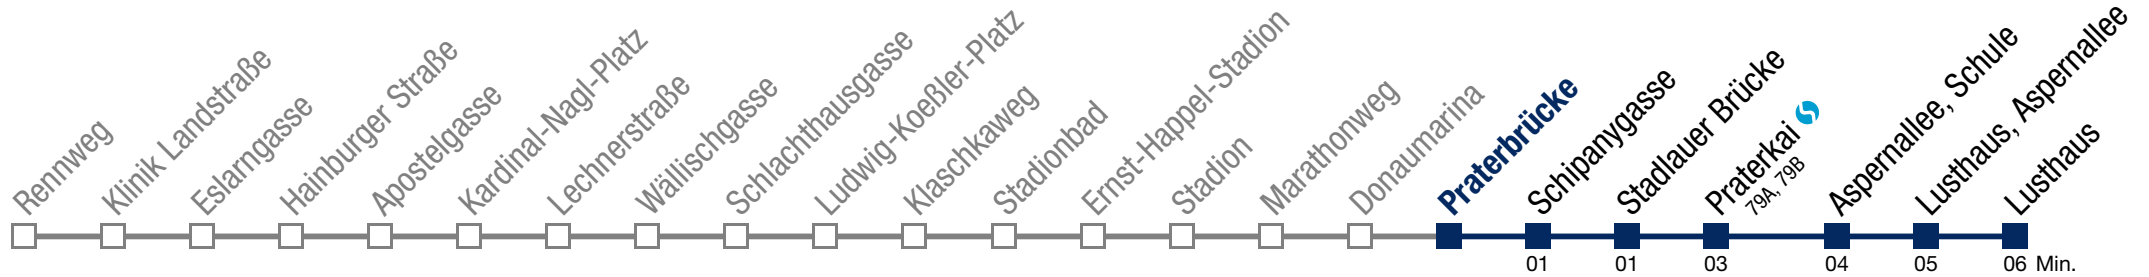 Rennweg
Klinik Landstraße
Eslarngasse
Hainburger Straße
Apostelgasse
Kardinal-Nagl-Platz
Lechnerstraße
Wällischgasse
Schlachthausgasse
Ludwig-Koeßler-Platz
Klaschkaweg
Stadionbad
Ernst-Happel-Stadion
Stadion
Marathonweg
Donaumarina
Praterbrücke
Schipanygasse
Stadlauer Brücke
Praterkai
79A, 79B
Aspernallee, Schule
Lusthaus, Aspernallee
Lusthaus
01 01 03 04 05 06 Min.